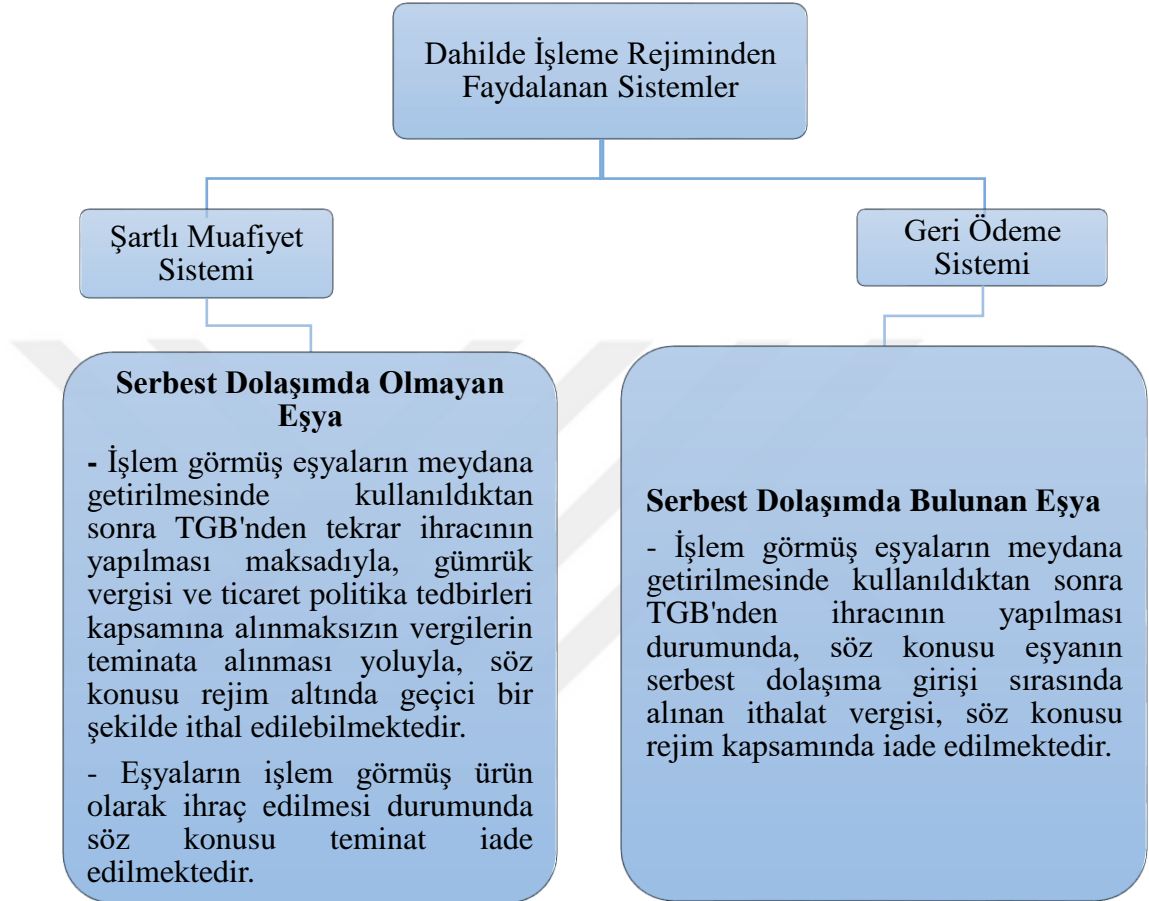 Dahilde İşleme Rejiminden
Faydalanan Sistemler
Şartlı Muafiyet
Sistemi
Geri Ödeme
Sistemi
Serbest Dolaşımda Olmayan
Eşya
- İşlem görmüş eşyaların meydana
getirilmesinde kullanıldıktan
sonra TGB'nden tekrar ihracının
yapılması maksadıyla, gümrük
vergisi ve ticaret politika tedbirleri
kapsamına alınmaksızın vergilerin
teminata alınması yoluyla, söz
konusu rejim altında geçici bir
şekilde ithal edilebilmektedir.
- Eşyaların işlem görmüş ürün
olarak ihraç edilmesi durumunda
söz konusu teminat iade
edilmektedir.
Serbest Dolaşımda Bulunan Eşya
- İşlem görmüş eşyaların meydana
getirilmesinde kullanıldıktan sonra
TGB'nden ihracının yapılması
durumunda, söz konusu eşyanın
serbest dolaşıma girişi sırasında
alınan ithalat vergisi, söz konusu
rejim kapsamında iade edilmektedir.